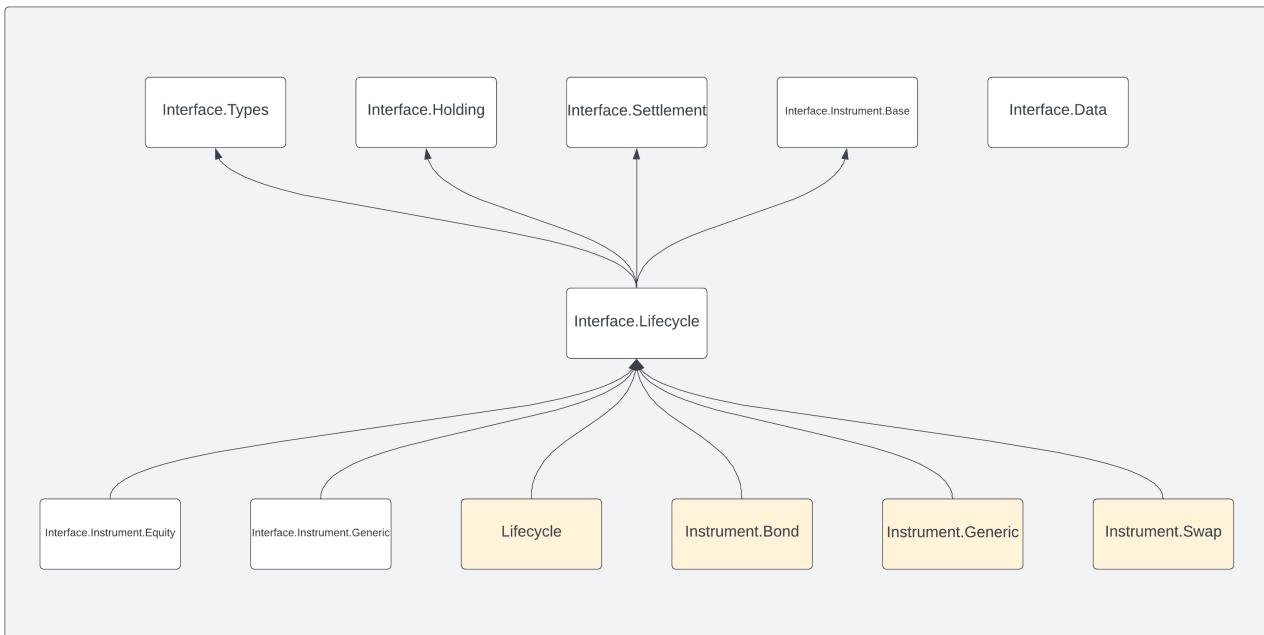 Interface.Types
Interface.Holding
Interface.Settlement
Interface.Instrument.Base
Interface.Data
Interface.Lifecycle
Interface.Instrument.Equity
Interface.Instrument.Generic
Lifecycle
Instrument.Bond
Instrument.Generic
Instrument.Swap